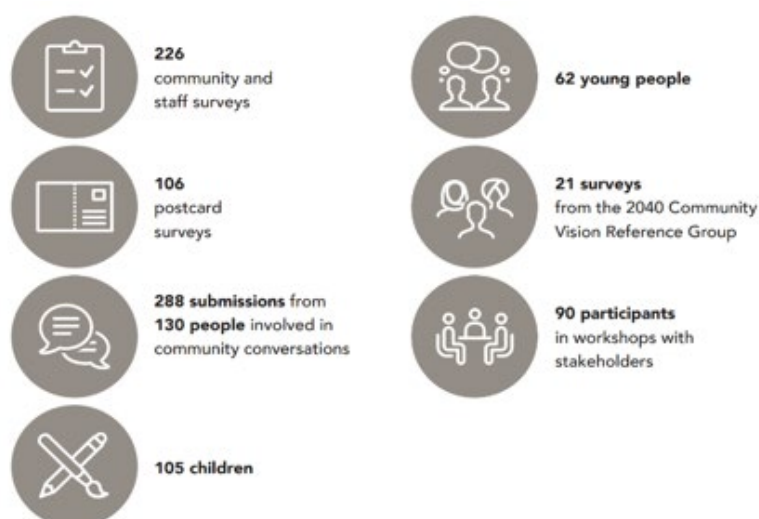 226
community and
staff surveys
106
postcard
surveys
288 submissions from
130 people involved in
community conversations
105 children
62 young people
21 surveys
from the 2040 Community
Vision Reference Group
90 participants
in workshops with
stakeholders